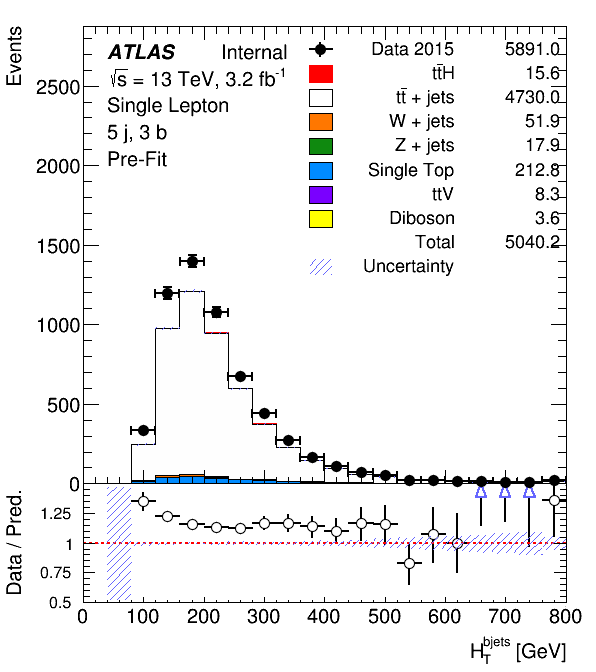 Events
ATLAS Internal
√s = 13 TeV, 3.2 fb⁻¹
Single Lepton
5 j, 3 b
Pre-Fit
Data 2015 5891.0
tt̄H 15.6
tt̄ + jets 4730.0
W + jets 51.9
Z + jets 17.9
Single Top 212.8
ttV 8.3
Diboson 3.6
Total 5040.2
Uncertainty
2500
2000
1500
1000
500
0
Data / Pred.
1.25
1
0.75
0.5
0 100 200 300 400 500 600 700 800
H_T^bjets [GeV]